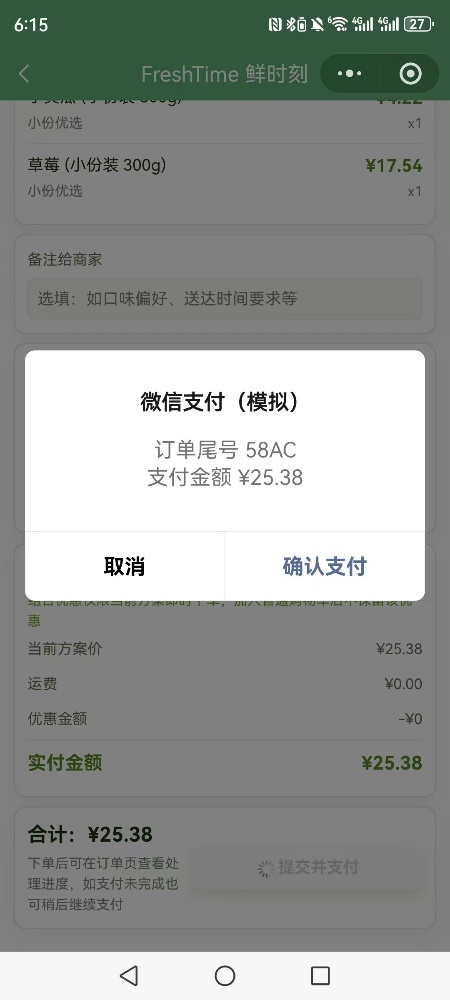 6:15
6
4G
4G
27
FreshTime 鲜时刻
(小份装 300g)
¥4.22
小份优选
x1
草莓 (小份装 300g)
¥17.54
小份优选
x1
备注给商家
选填：如口味偏好、送达时间要求等
微信支付（模拟）
订单尾号 58AC
支付金额 ¥25.38
取消
确认支付
组合优惠仅限当前方案即时下单，加入普通购物车后不保留该优
惠
当前方案价
¥25.38
运费
¥0.00
优惠金额
-¥0
实付金额
¥25.38
合计：¥25.38
下单后可在订单页查看处
理进度，如支付未完成也
可稍后继续支付
提交并支付